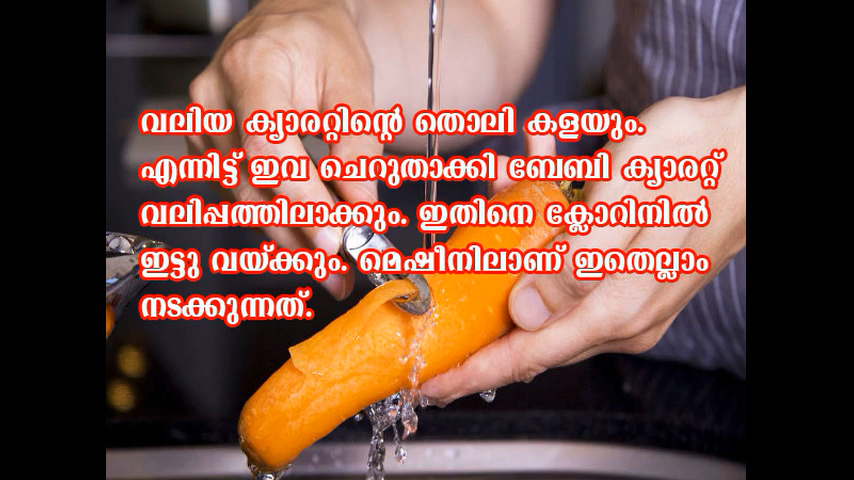 വലിയ ക്യാരറ്റിന്റെ തൊലി കളയും.
എന്നിട്ട് ഇവ ചെറുതാക്കി ബേബി ക്യാരറ്റ്
വലിപ്പത്തിലാക്കും. ഇതിനെ ക്ലോറിനിൽ
ഇട്ടു വയ്ക്കും. മെഷീനിലാണ് ഇതെല്ലാം
നടക്കുന്നത്.